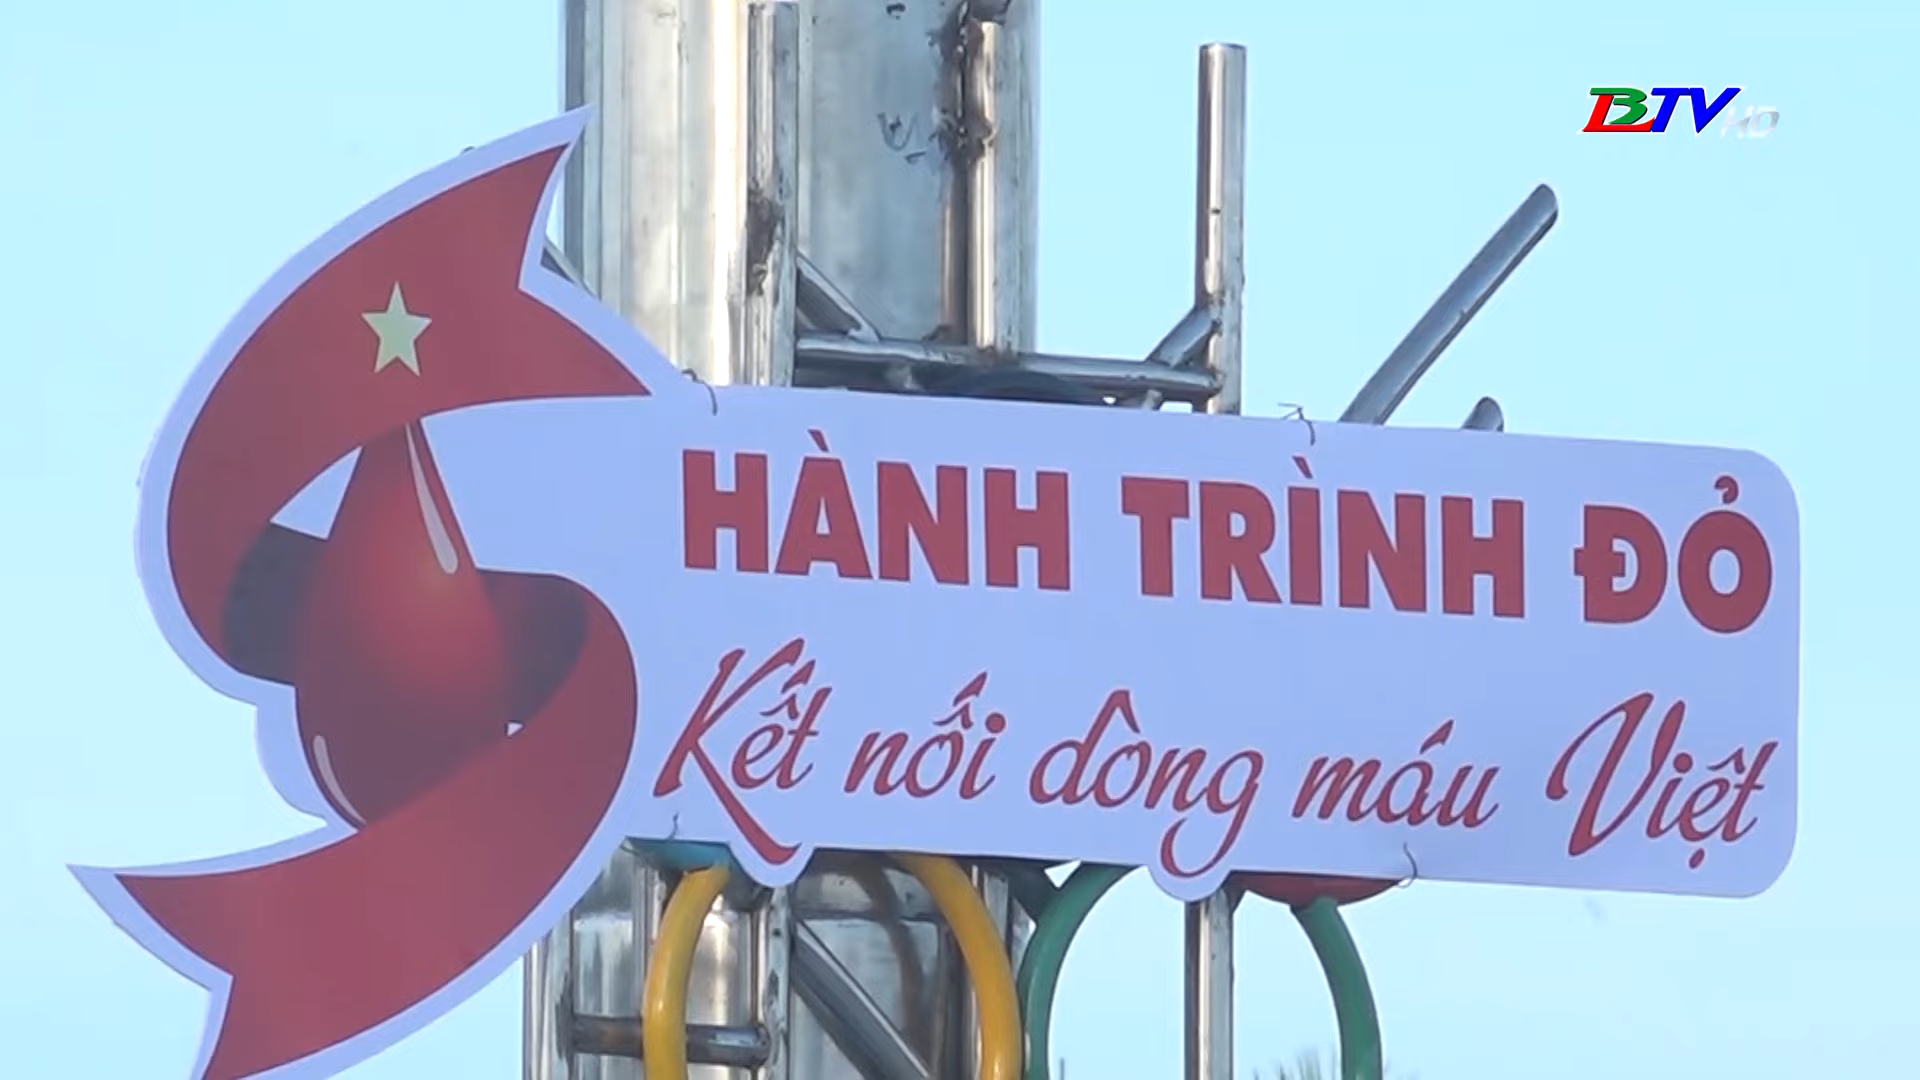 BTV HD
HÀNH TRÌNH ĐỎ
Kết nối dòng máu Việt